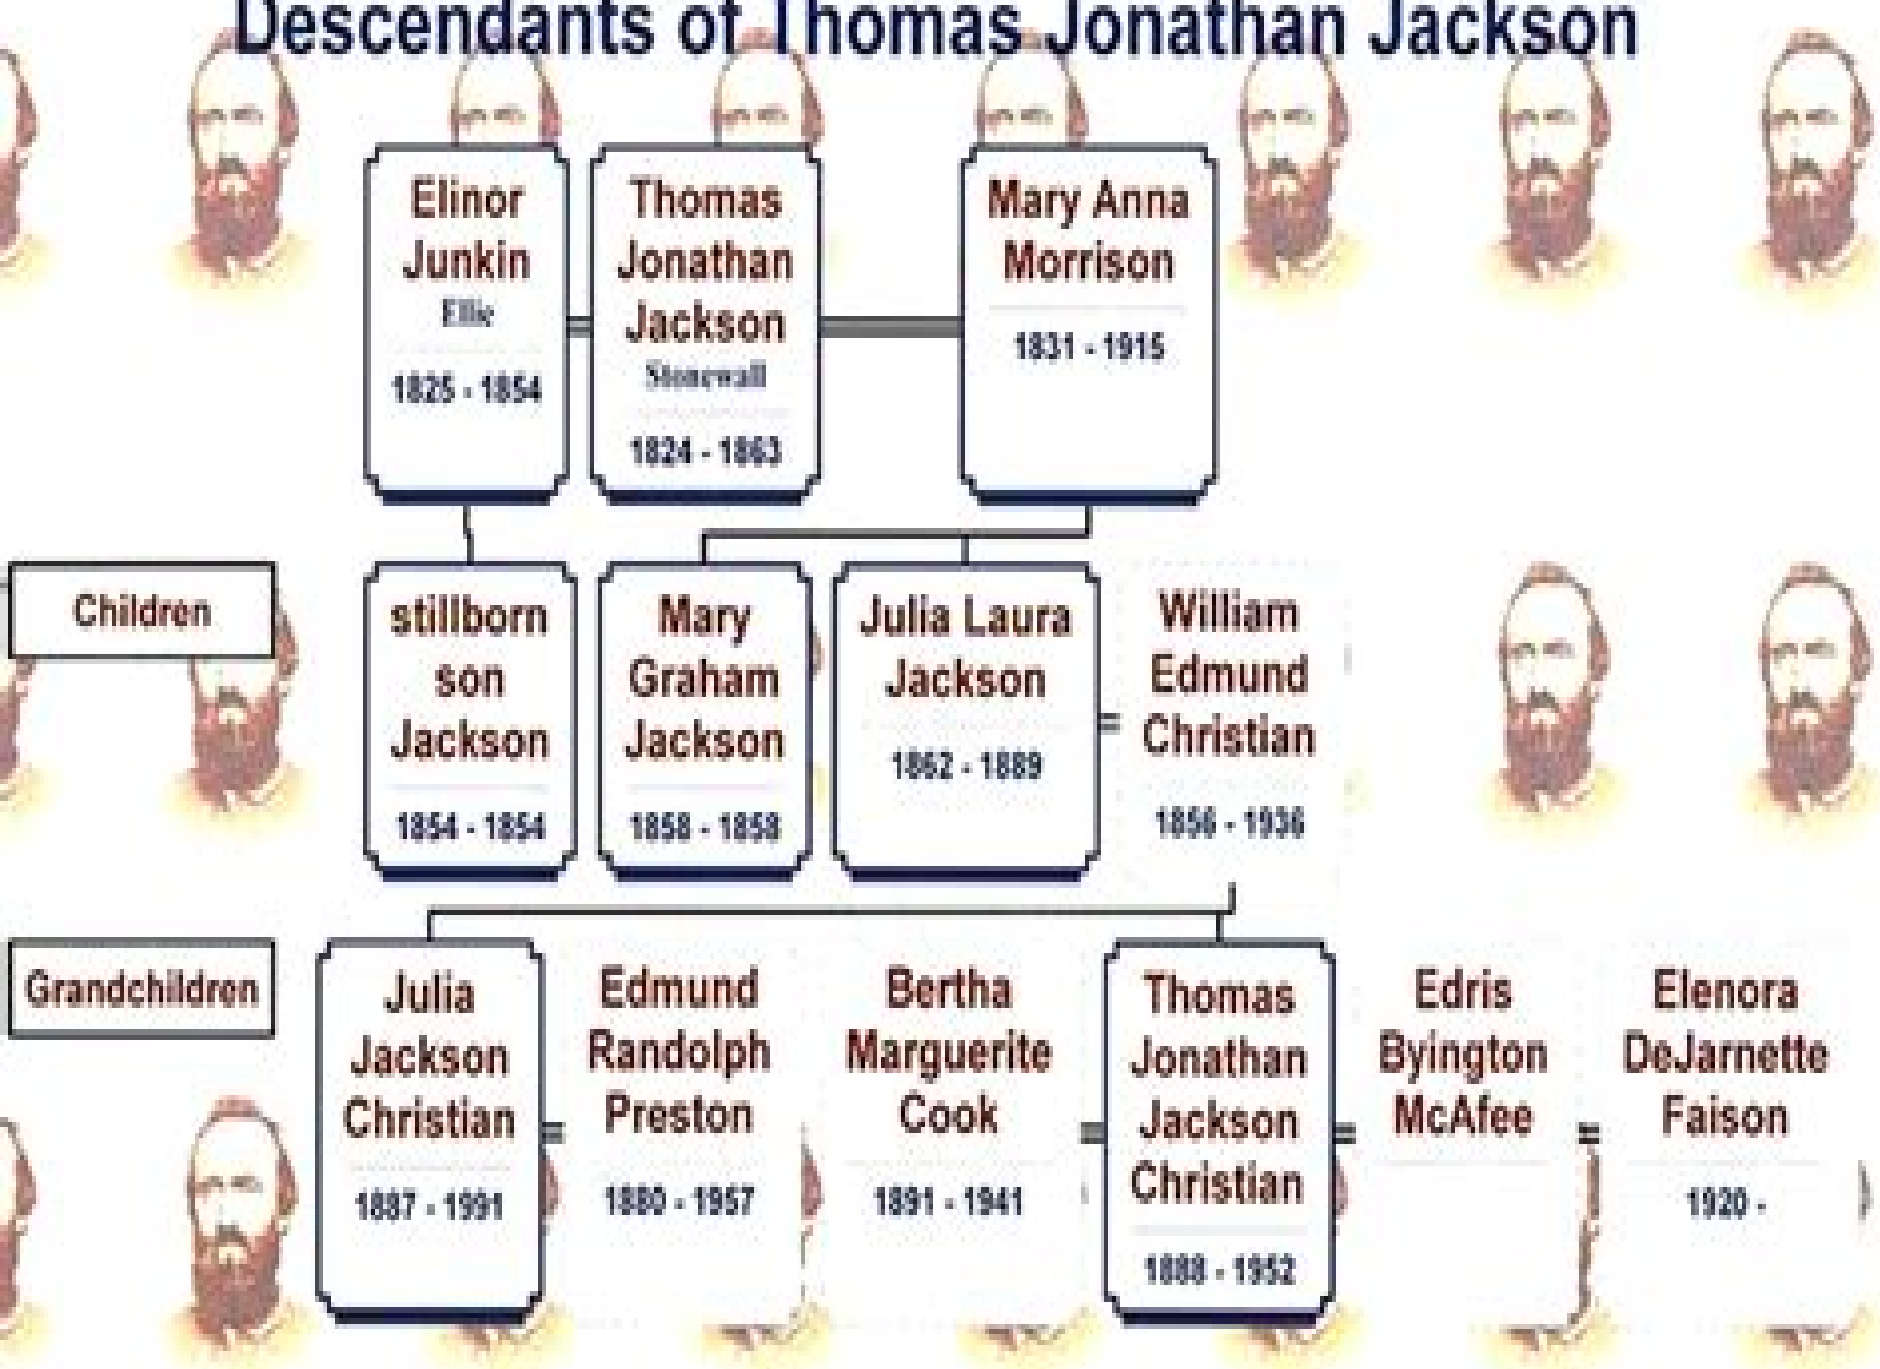 Descendants of Thomas Jonathan Jackson
Elinor
Junkin
Ellie
1825 - 1854
Thomas
Jonathan
Jackson
Stonewall
1824 - 1863
Mary Anna
Morrison
1831 - 1915
Children
stillborn
son
Jackson
1854 - 1854
Mary
Graham
Jackson
1858 - 1858
Julia Laura
Jackson
1862 - 1889
William
Edmund
Christian
1856 - 1936
Grandchildren
Julia
Jackson
Christian
1887 - 1991
Edmund
Randolph
Preston
1880 - 1957
Bertha
Marguerite
Cook
1891 - 1941
Thomas
Jonathan
Jackson
Christian
1888 - 1952
Edris
Byington
McAfee
Elenora
DeJarnette
Faison
1920 -